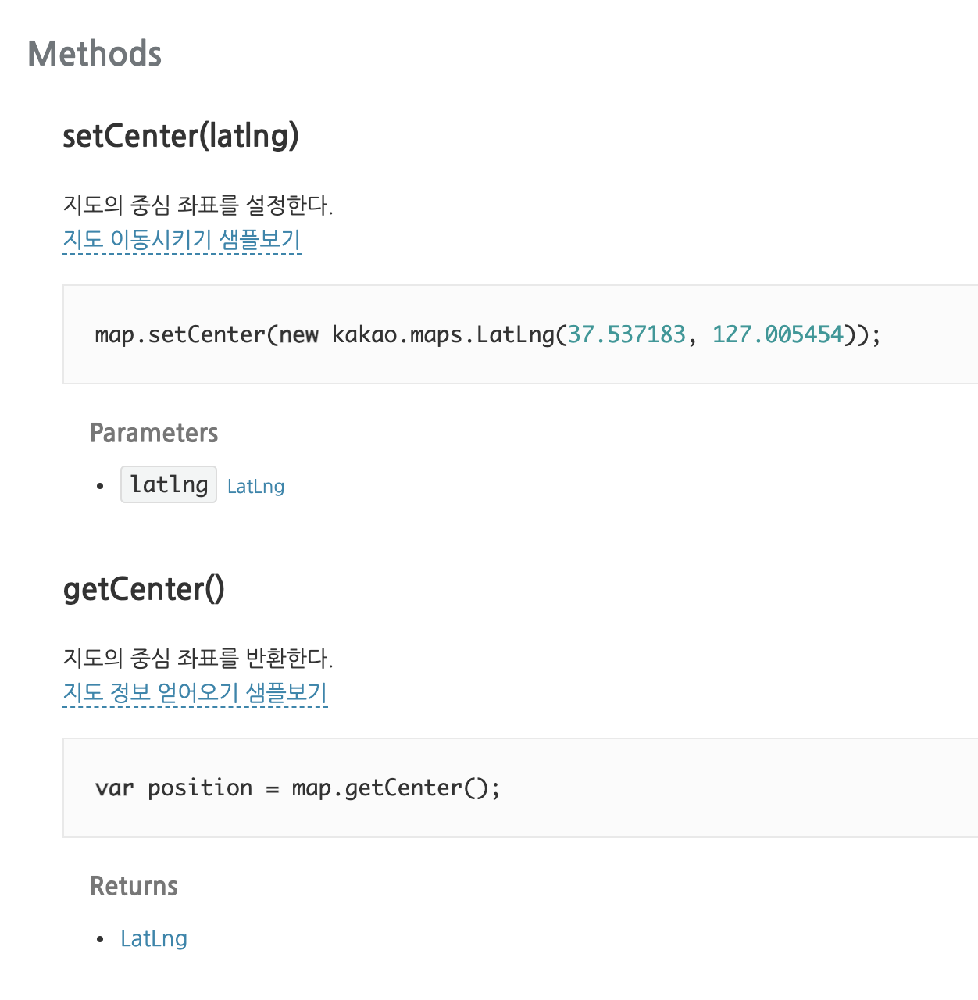 Methods
setCenter(latlng)
지도의 중심 좌표를 설정한다.
지도 이동시키기 샘플보기
map.setCenter(new kakao.maps.LatLng(37.537183, 127.005454));
Parameters
• latlng LatLng
getCenter()
지도의 중심 좌표를 반환한다.
지도 정보 얻어오기 샘플보기
var position = map.getCenter();
Returns
• LatLng